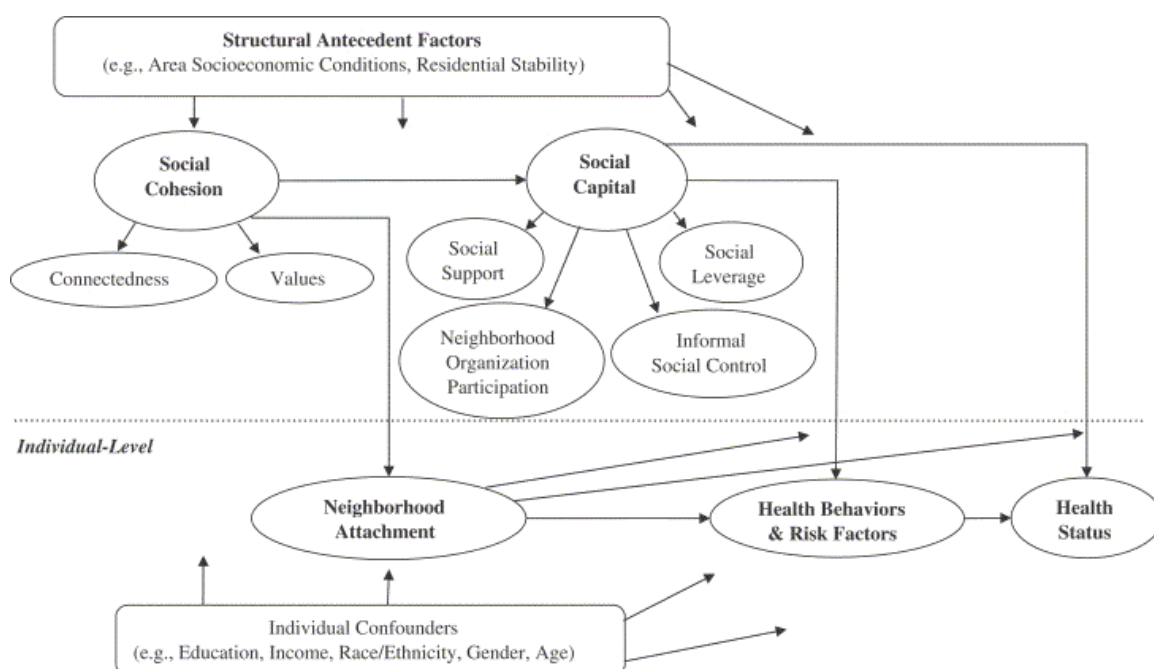 Structural Antecedent Factors
(e.g., Area Socioeconomic Conditions, Residential Stability)
Social
Cohesion
Social
Capital
Connectedness
Values
Social
Support
Social
Leverage
Neighborhood
Organization
Participation
Informal
Social Control
Individual-Level
Neighborhood
Attachment
Health Behaviors
& Risk Factors
Health
Status
Individual Confounders
(e.g., Education, Income, Race/Ethnicity, Gender, Age)